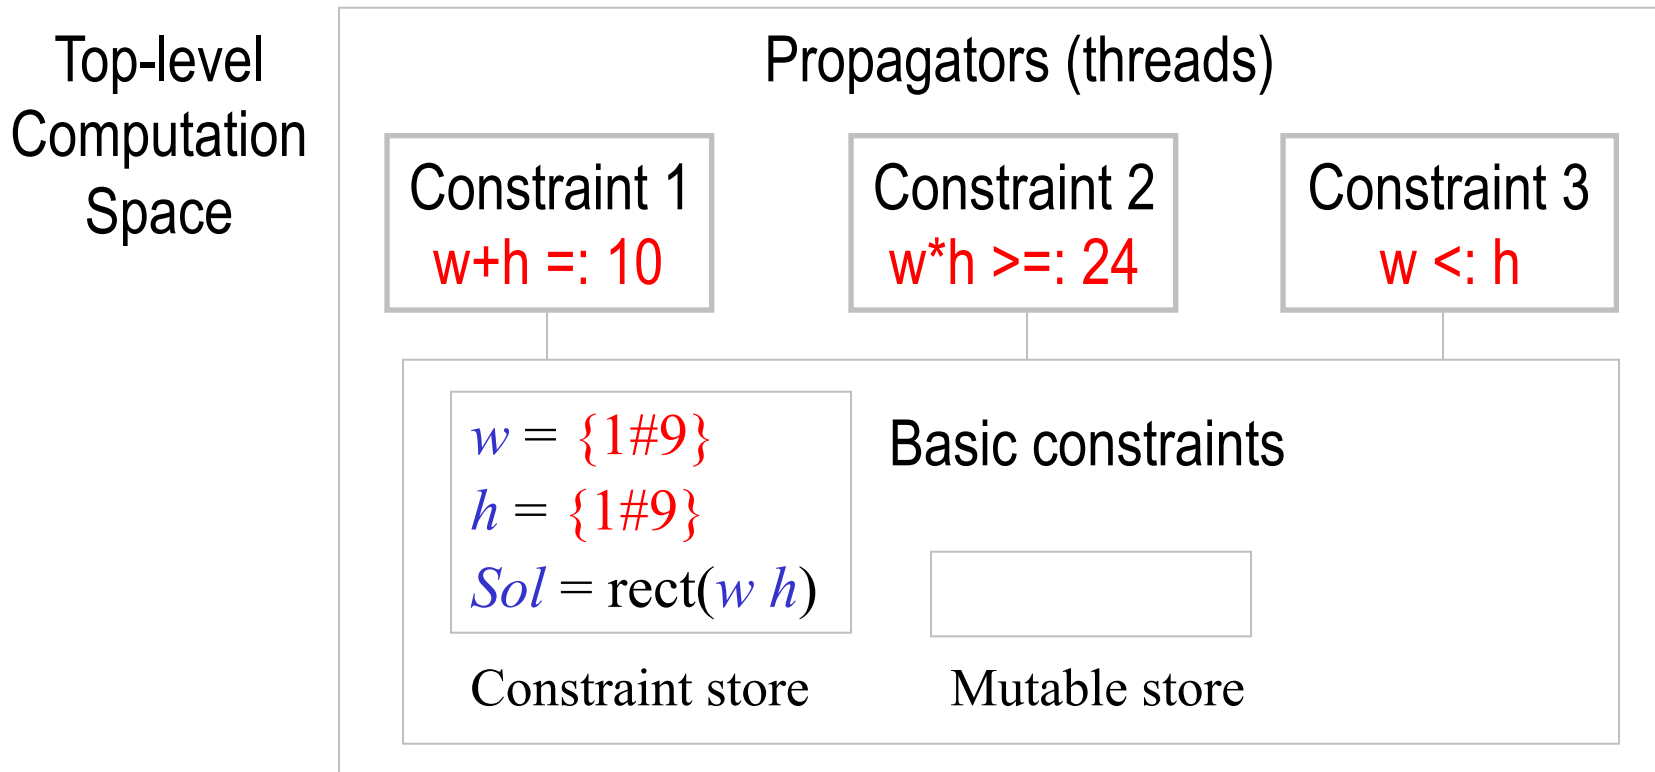 Top-level
Computation
Space
Propagators (threads)
Constraint 1
w+h =: 10
Constraint 2
w*h >=: 24
Constraint 3
w <: h
w = {1#9}
h = {1#9}
Sol = rect(w h)
Constraint store
Basic constraints
Mutable store